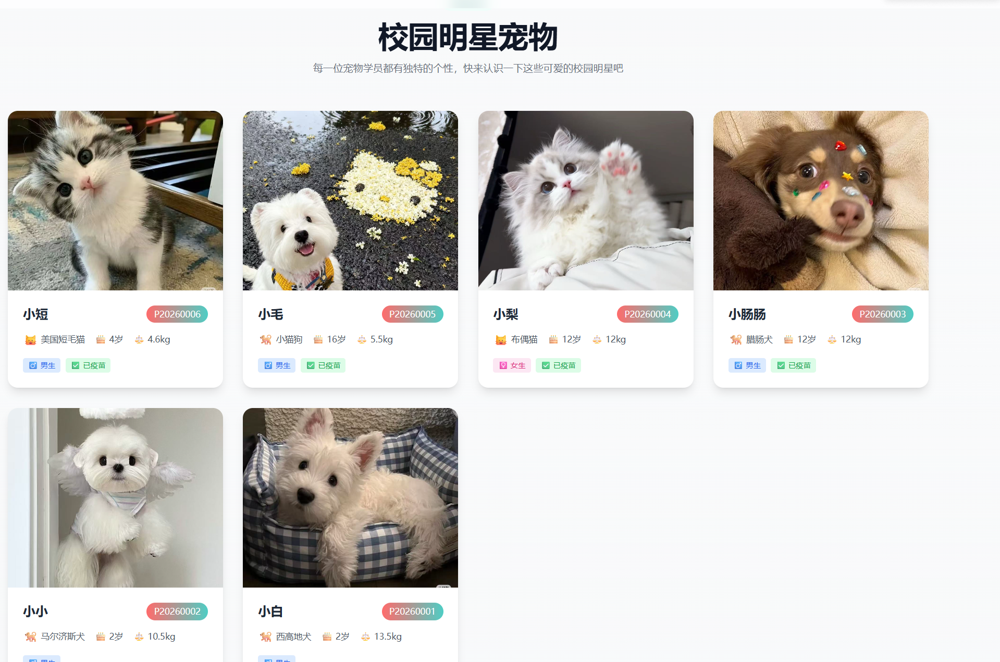 校园明星宠物
每一位宠物学员都有独特的个性，快来认识一下这些可爱的校园明星吧
小短 P20260006
美国短毛猫 4岁 4.6kg
男生 已疫苗
小毛 P20260005
小猫狗 16岁 5.5kg
男生 已疫苗
小梨 P20260004
布偶猫 12岁 12kg
女生 已疫苗
小肠肠 P20260003
腊肠犬 12岁 12kg
男生 已疫苗
小小 P20260002
马尔济斯犬 2岁 10.5kg
男生
小白 P20260001
西高地犬 2岁 13.5kg
男生